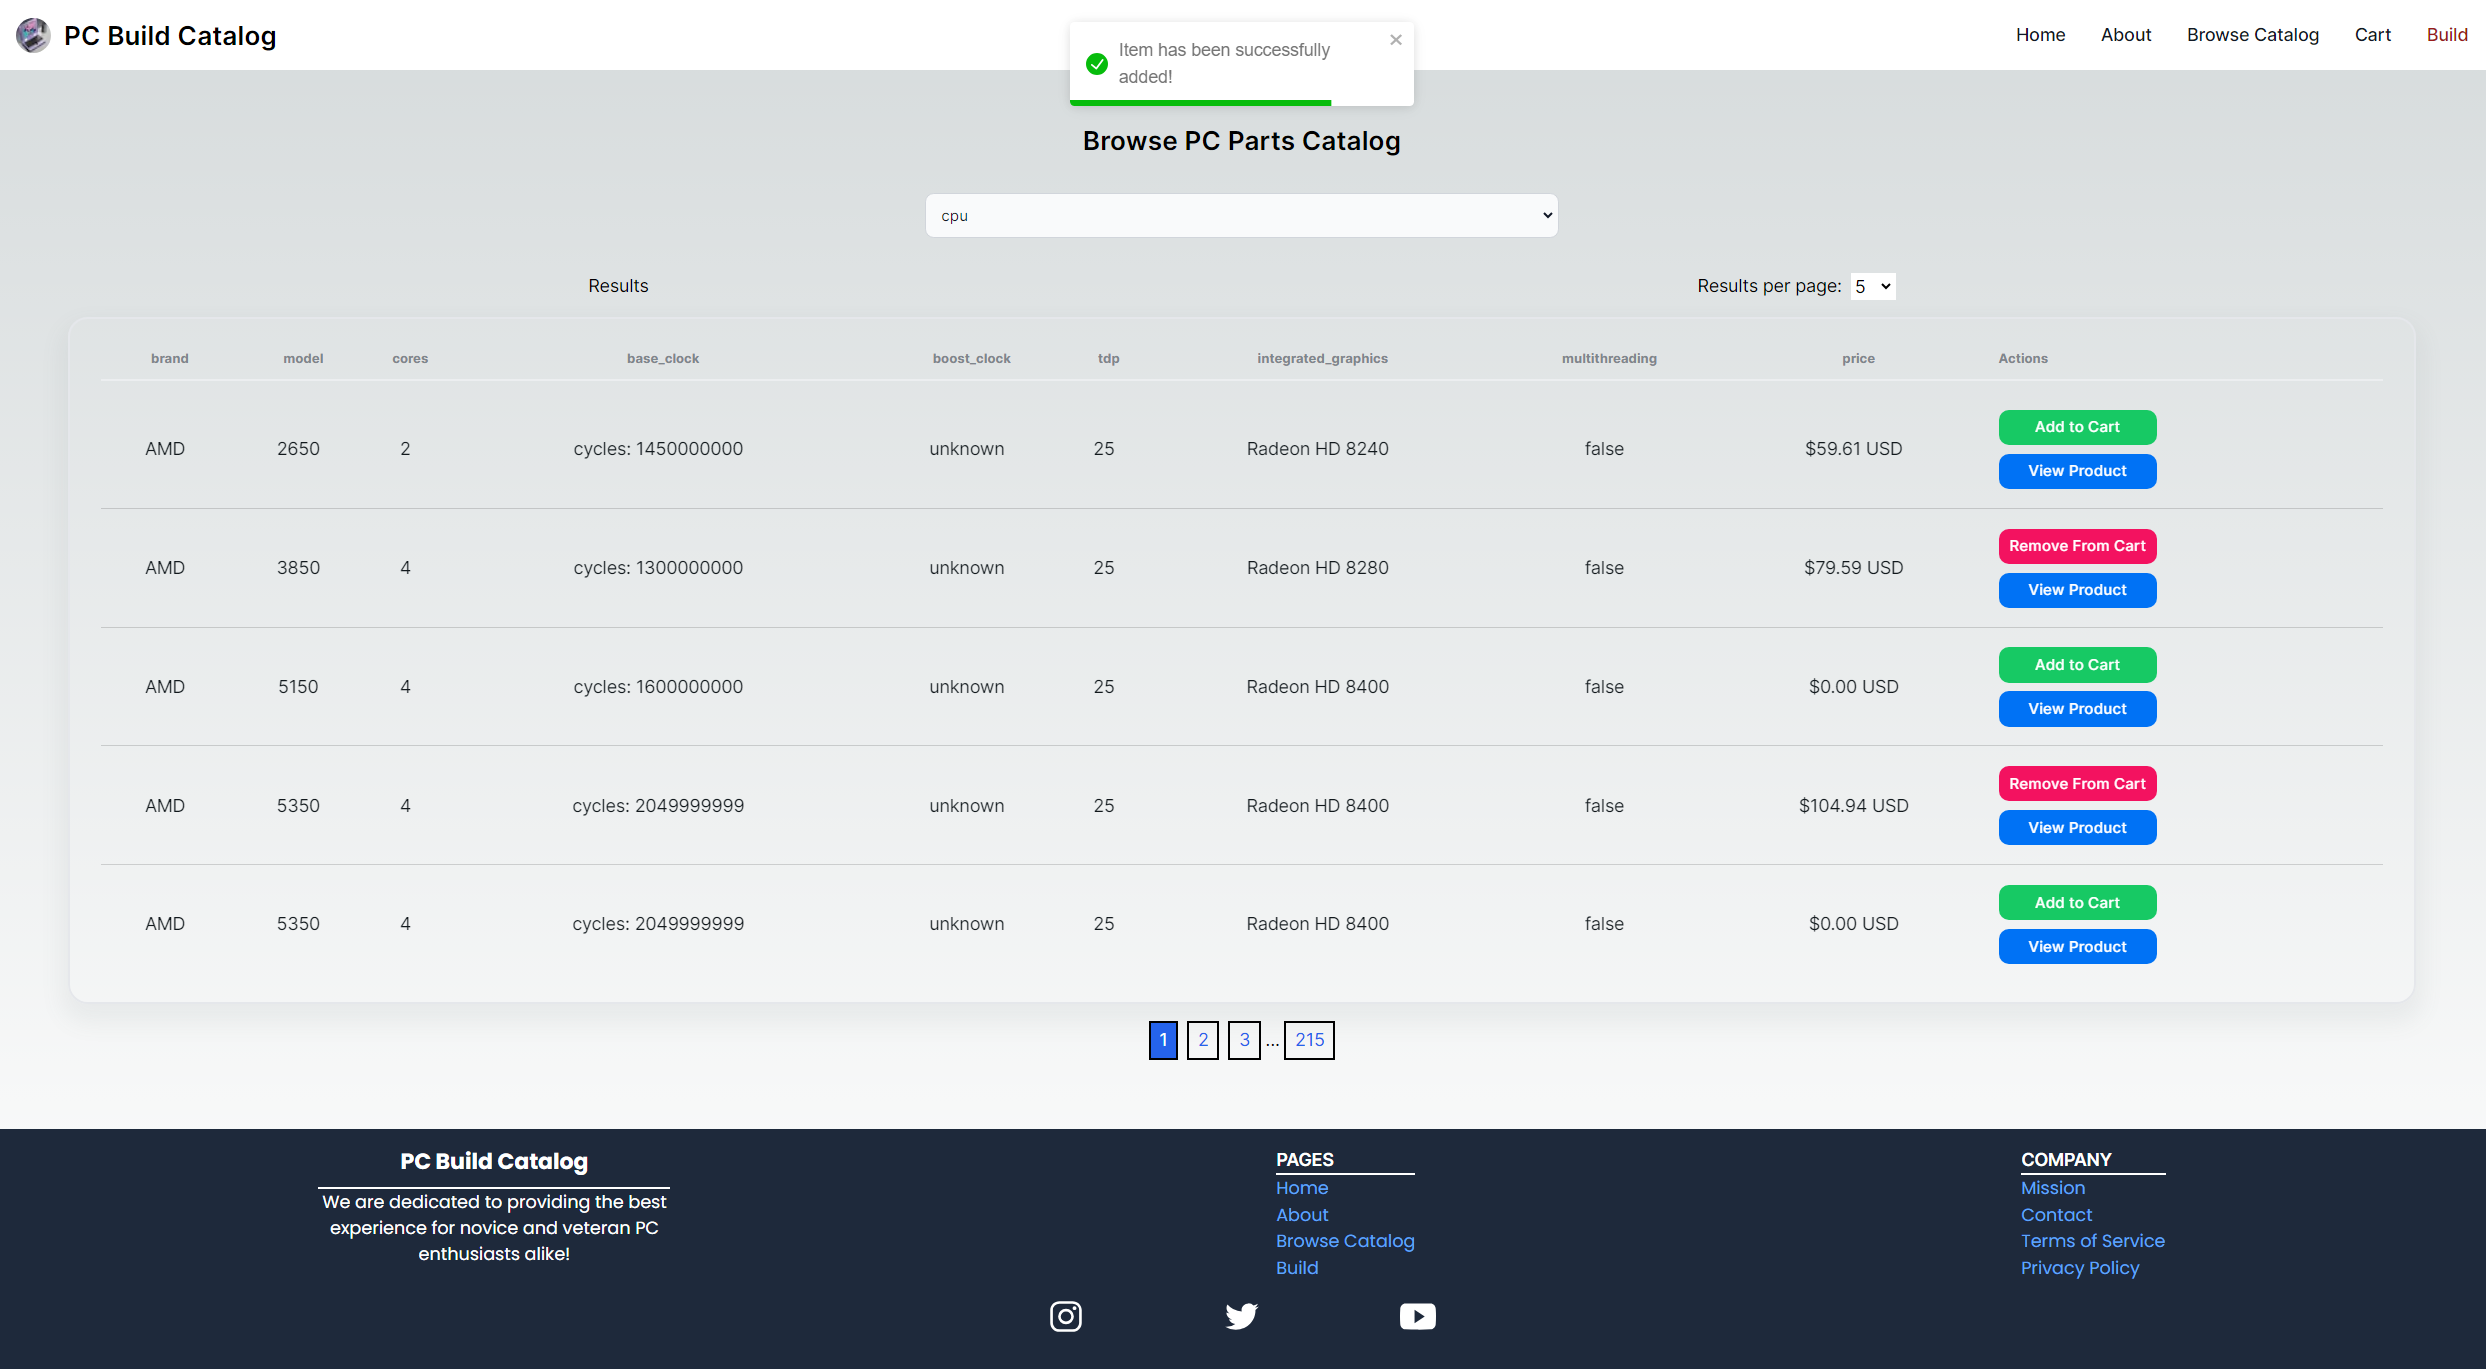 PC Build Catalog
Home About Browse Catalog Cart Build
Item has been successfully
added!
Browse PC Parts Catalog
cpu
Results
Results per page: 5
brand model cores base_clock boost_clock tdp integrated_graphics multithreading price Actions
AMD 2650 2 cycles: 1450000000 unknown 25 Radeon HD 8240 false $59.61 USD
Add to Cart
View Product
AMD 3850 4 cycles: 1300000000 unknown 25 Radeon HD 8280 false $79.59 USD
Remove From Cart
View Product
AMD 5150 4 cycles: 1600000000 unknown 25 Radeon HD 8400 false $0.00 USD
Add to Cart
View Product
AMD 5350 4 cycles: 2049999999 unknown 25 Radeon HD 8400 false $104.94 USD
Remove From Cart
View Product
AMD 5350 4 cycles: 2049999999 unknown 25 Radeon HD 8400 false $0.00 USD
Add to Cart
View Product
1 2 3 ... 215
PC Build Catalog
We are dedicated to providing the best
experience for novice and veteran PC
enthusiasts alike!
PAGES
Home
About
Browse Catalog
Build
COMPANY
Mission
Contact
Terms of Service
Privacy Policy